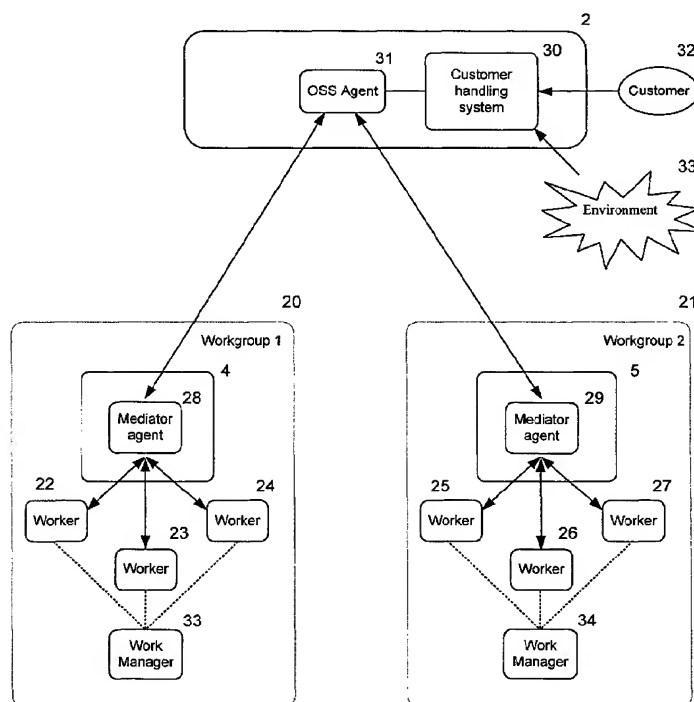 2
31
30
32
OSS Agent
Customer
handling
system
Customer
33
Environment
20
21
Workgroup 1
Workgroup 2
4
5
28
29
Mediator
agent
Mediator
agent
22
24
25
27
Worker
Worker
Worker
Worker
23
26
Worker
Worker
33
34
Work
Manager
Work
Manager